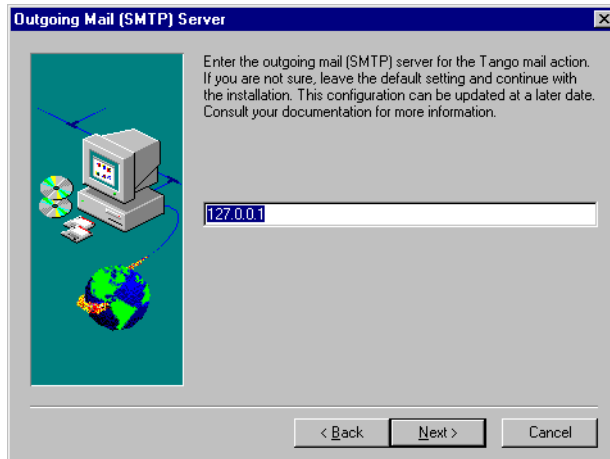 Outgoing Mail (SMTP) Server
Enter the outgoing mail (SMTP) server for the Tango mail action.
If you are not sure, leave the default setting and continue with
the installation. This configuration can be updated at a later date.
Consult your documentation for more information.
127.0.0.1
< Back
Next >
Cancel